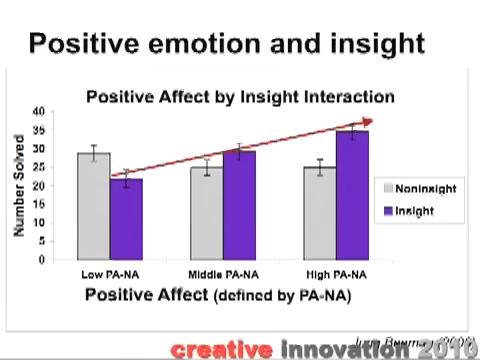 Positive emotion and insight
Positive Affect by Insight Interaction
40
35
30
25
20
15
10
5
0
Number Solved
Noninsight
Insight
Low PA-NA
Middle PA-NA
High PA-NA
Positive Affect (defined by PA-NA)
creative innovation 2010